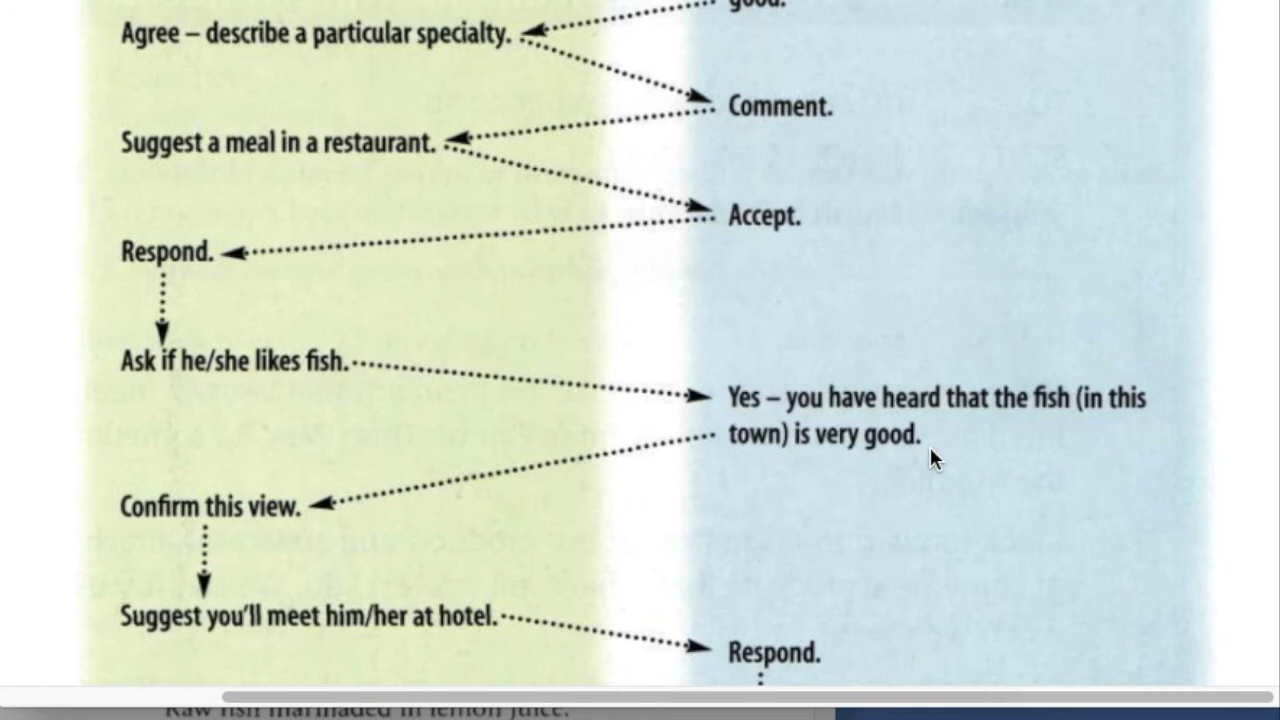 good.
Agree – describe a particular specialty.
Comment.
Suggest a meal in a restaurant.
Accept.
Respond.
Ask if he/she likes fish.
Yes – you have heard that the fish (in this
town) is very good.
Confirm this view.
Suggest you'll meet him/her at hotel.
Respond.
Raw fish marinaded in lemon juice.